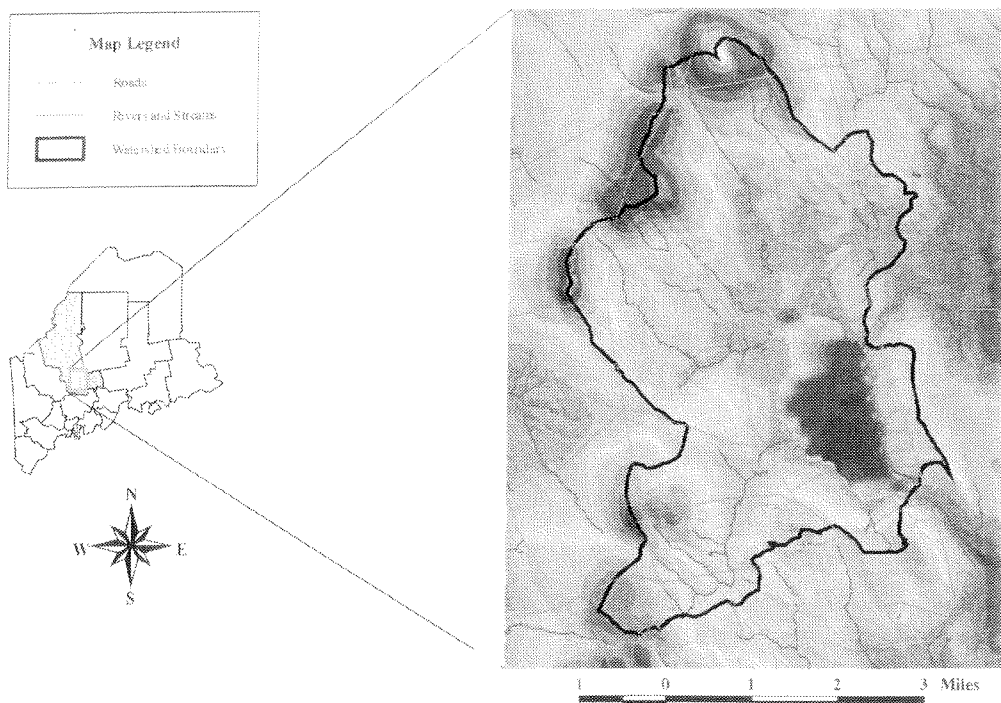 Map Legend
Roads
Rivers and Streams
Watershed Boundary
N
W E
S
1 0 1 2 3 Miles